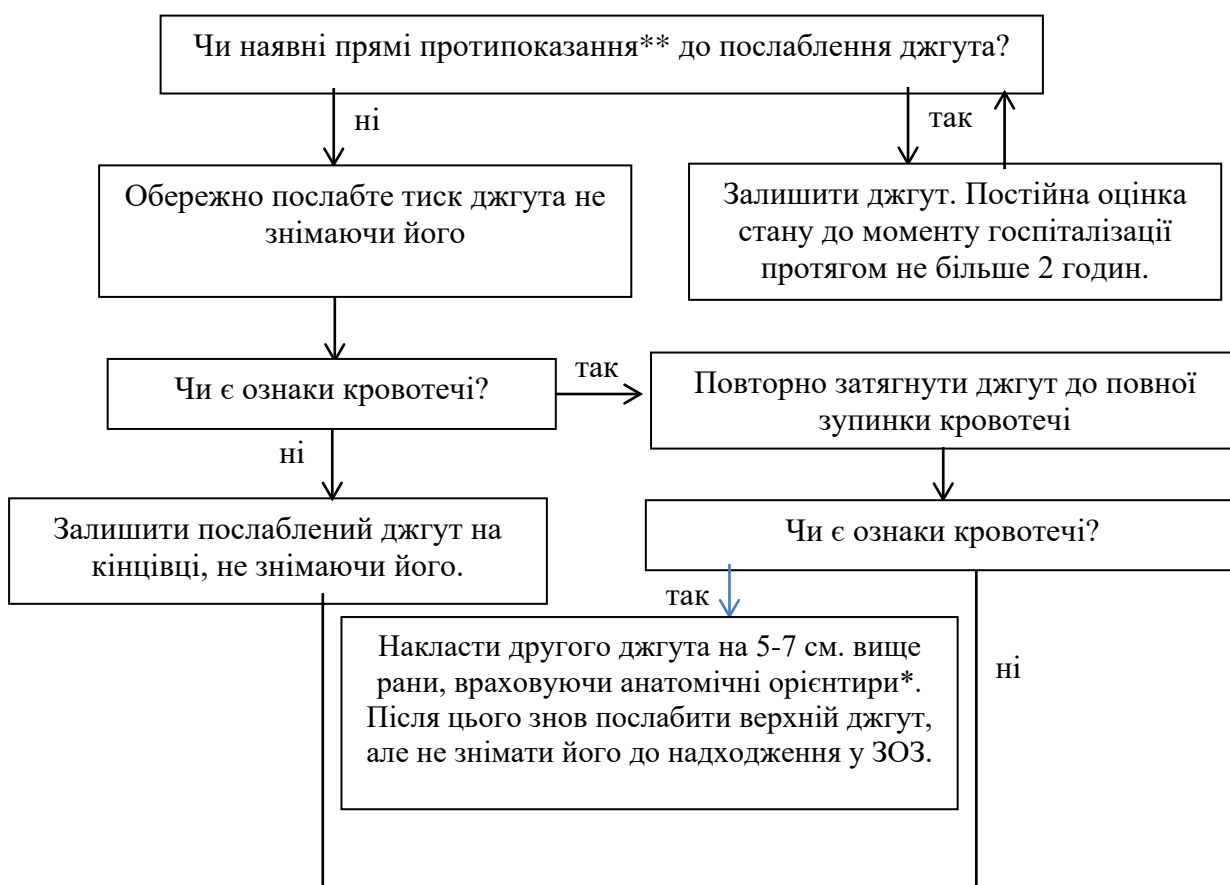 Чи наявні прямі протипоказання** до послаблення джгута?
ні
так
Обережно послабте тиск джгута не
знімаючи його
Залишити джгут. Постійна оцінка
стану до моменту госпіталізації
протягом не більше 2 годин.
Чи є ознаки кровотечі?
так
Повторно затягнути джгут до повної
зупинки кровотечі
ні
Залишити послаблений джгут на
кінцівці, не знімаючи його.
Чи є ознаки кровотечі?
так
Накласти другого джгута на 5-7 см. вище
рани, враховуючи анатомічні орієнтири*.
Після цього знов послабити верхній джгут,
але не знімати його до надходження у ЗОЗ.
ні